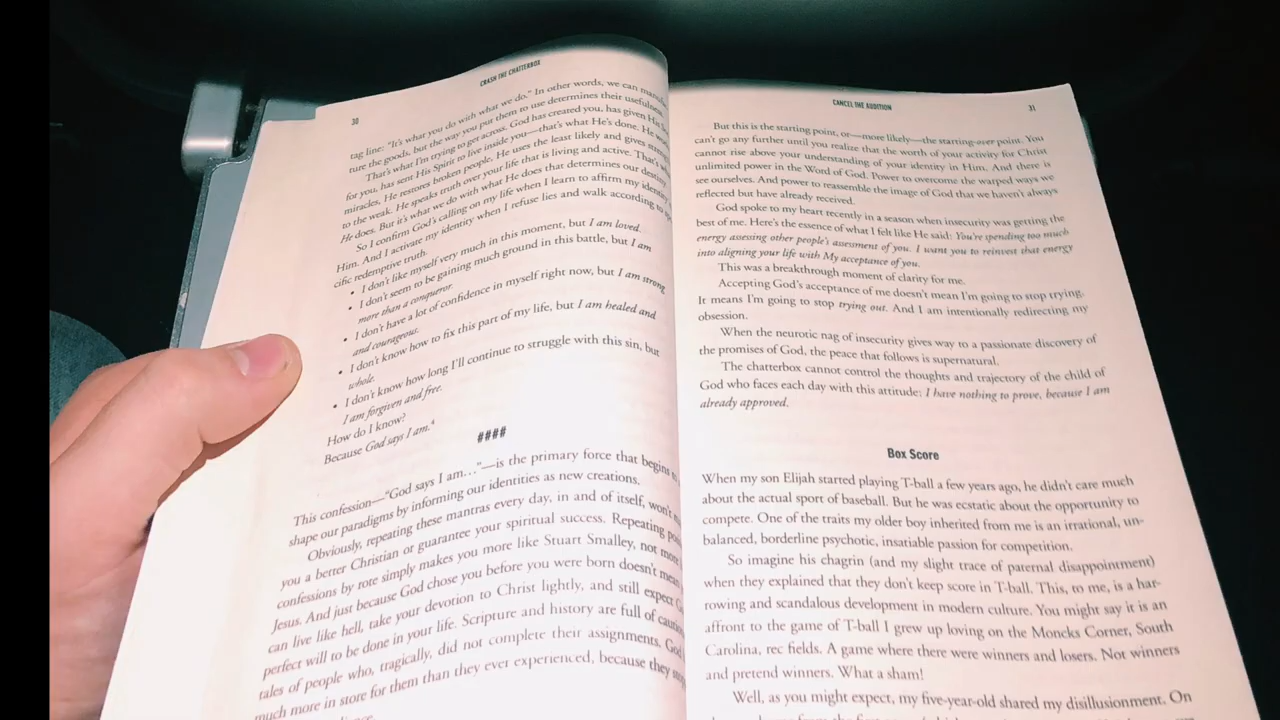 CRASH THE CHATTERBOX
30
tag line: "It's what you do with what we do." In other words, we can
ture the goods, but the way you put them to use determines their
That's what I'm trying to get across. God has created you, has given His
for you, has sent His Spirit to live inside you—that's what He's done. He
miracles. He restores broken people. He uses the least likely and gives
to the weak. He speaks truth over your life that is living and active. That's
He does. But it's what we do with what He does that determines our destiny.
So I confirm God's calling on my life when I learn to affirm my identity
Him. And I activate my identity when I refuse lies and walk according to
cific redemptive truth.
• I don't like myself very much in this moment, but I am loved.
• I don't seem to be gaining much ground in this battle, but I am
more than a conqueror.
• I don't have a lot of confidence in myself right now, but I am strong
and courageous.
• I don't know how to fix this part of my life, but I am healed and
whole.
• I don't know how long I'll continue to struggle with this sin, but
I am forgiven and free.
How do I know?
Because God says I am.4
####
This confession—"God says I am…"—is the primary force that begins
shape our paradigms by informing our identities as new creations.
Obviously, repeating these mantras every day, in and of itself, won't
you a better Christian or guarantee your spiritual success. Repeating
confessions by rote simply makes you more like Stuart Smalley, not more
Jesus. And just because God chose you before you were born doesn't mean
can live like hell, take your devotion to Christ lightly, and still expect
perfect will to be done in your life. Scripture and history are full of
tales of people who, tragically, did not complete their assignments. God
much more in store for them than they ever experienced, because they
CANCEL THE AUDITION
31
But this is the starting point, or—more likely—the starting-over point. You
can't go any further until you realize that the worth of your activity for Christ
cannot rise above your understanding of your identity in Him. And there is
unlimited power in the Word of God. Power to overcome the warped ways we
see ourselves. And power to reassemble the image of God that we haven't always
reflected but have already received.
God spoke to my heart recently in a season when insecurity was getting the
best of me. Here's the essence of what I felt like He said: You're spending too much
energy assessing other people's assessment of you. I want you to reinvest that energy
into aligning your life with My acceptance of you.
This was a breakthrough moment of clarity for me.
Accepting God's acceptance of me doesn't mean I'm going to stop trying.
It means I'm going to stop trying out. And I am intentionally redirecting my
obsession.
When the neurotic nag of insecurity gives way to a passionate discovery of
the promises of God, the peace that follows is supernatural.
The chatterbox cannot control the thoughts and trajectory of the child of
God who faces each day with this attitude: I have nothing to prove, because I am
already approved.
Box Score
When my son Elijah started playing T-ball a few years ago, he didn't care much
about the actual sport of baseball. But he was ecstatic about the opportunity to
compete. One of the traits my older boy inherited from me is an irrational, un-
balanced, borderline psychotic, insatiable passion for competition.
So imagine his chagrin (and my slight trace of paternal disappointment)
when they explained that they don't keep score in T-ball. This, to me, is a har-
rowing and scandalous development in modern culture. You might say it is an
affront to the game of T-ball I grew up loving on the Moncks Corner, South
Carolina, rec fields. A game where there were winners and losers. Not winners
and pretend winners. What a sham!
Well, as you might expect, my five-year-old shared my disillusionment. On